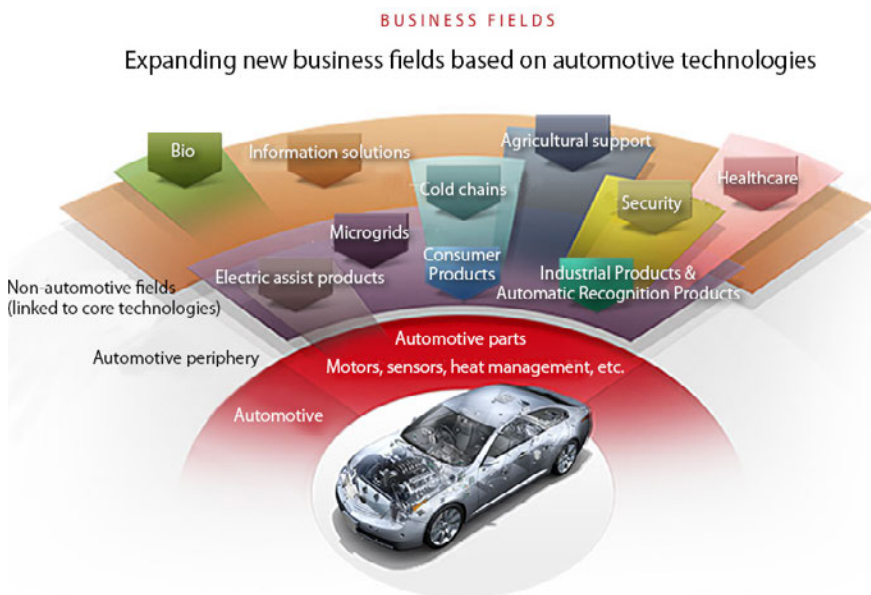 BUSINESS FIELDS
Expanding new business fields based on automotive technologies
Bio
Information solutions
Agricultural support
Healthcare
Cold chains
Security
Microgrids
Electric assist products
Consumer
Products
Industrial Products &
Automatic Recognition Products
Non-automotive fields
(linked to core technologies)
Automotive periphery
Automotive parts
Motors, sensors, heat management, etc.
Automotive